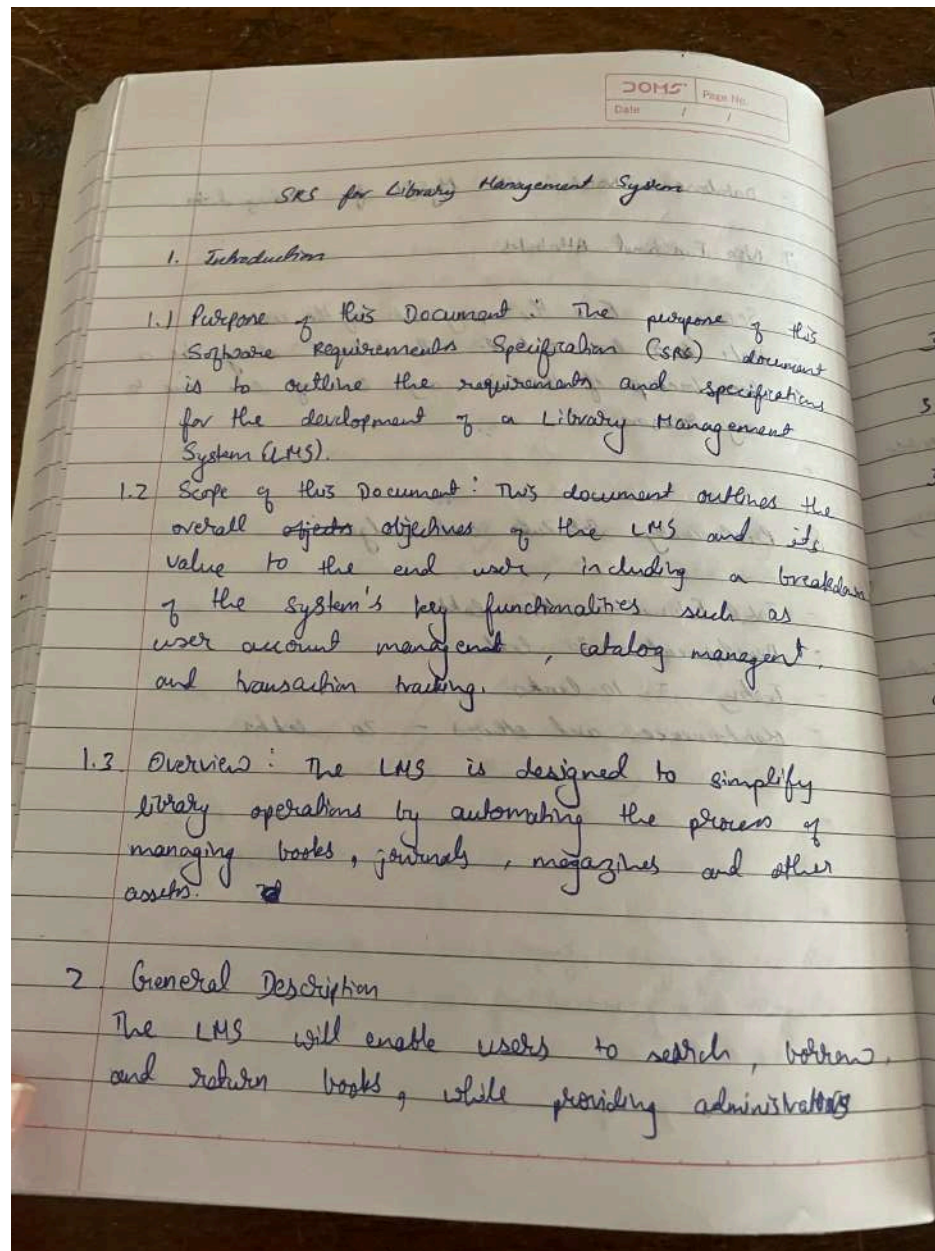 DOMS
Page No.
Date / /
SRS for Library Management System
1. Introduction
1.1 Purpose of this Document : The purpose of this
Software Requirements Specification (SRS) document
is to outline the requirements and specifications
for the development of a Library Management
System (LMS).
1.2 Scope of this Document : This document outlines the
overall objectives of the LMS and its
value to the end user, including a breakdown
of the system's key functionalities such as
user account managemt, catalog managent,
and transaction tracking.
1.3 Overview : The LMS is designed to simplify
library operations by automating the process of
managing books, journals, magazines and other
assets.
2 General Description
The LMS will enable users to search, borrow,
and return books, while providing administrators